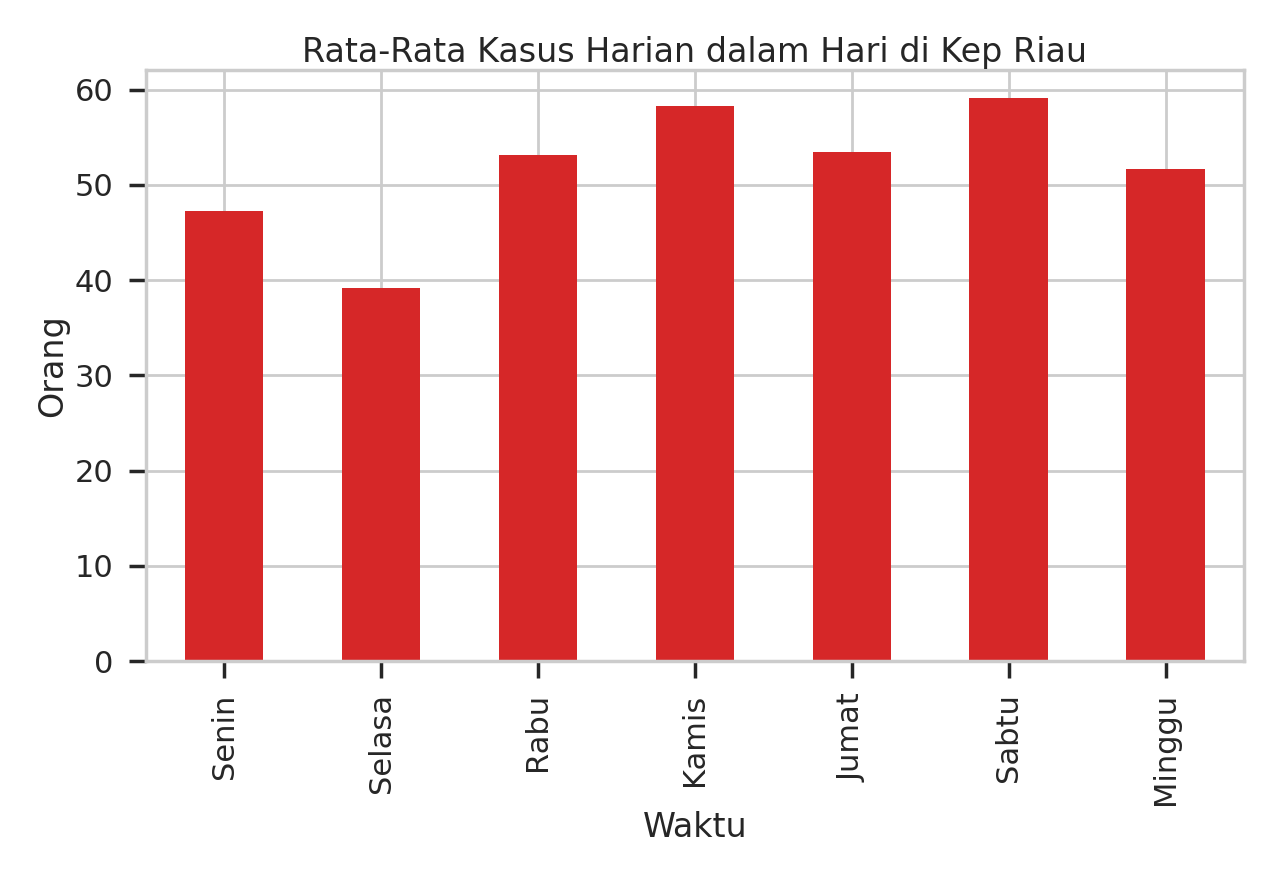 Rata-Rata Kasus Harian dalam Hari di Kep Riau
60
50
40
30
20
10
0
Orang
Senin
Selasa
Rabu
Kamis
Jumat
Sabtu
Minggu
Waktu